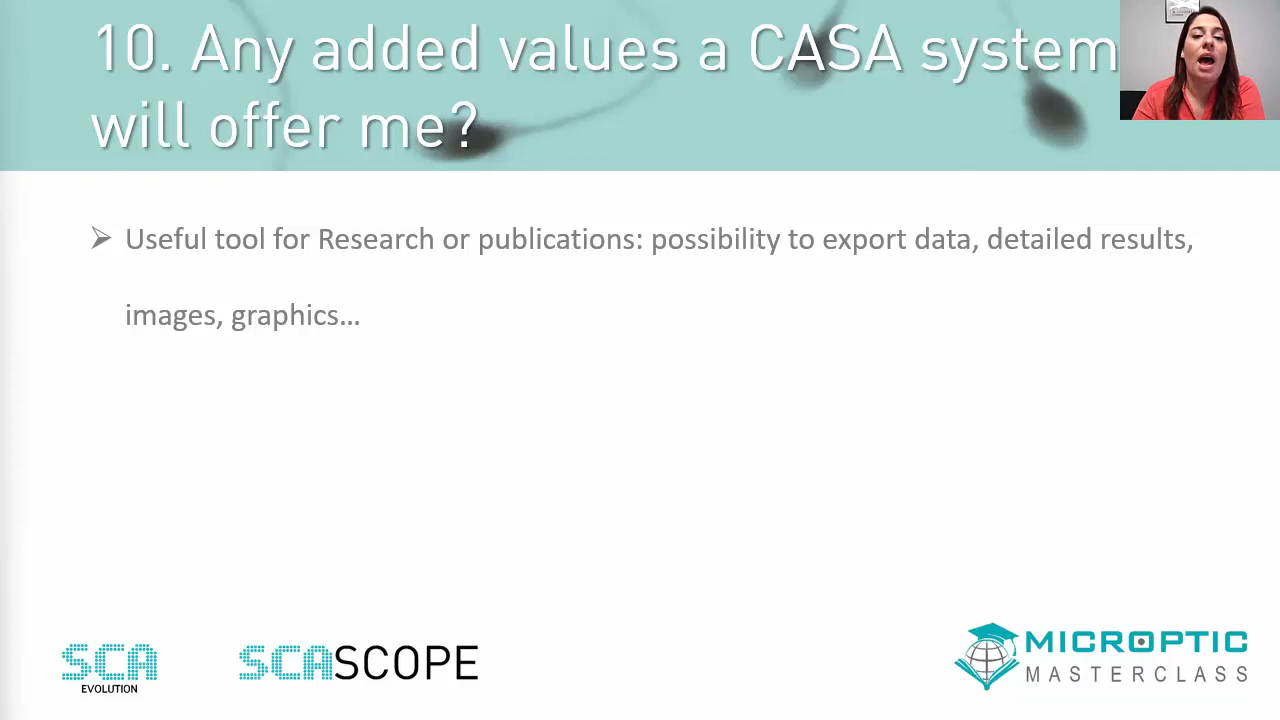 10. Any added values a CASA system
will offer me?
➢ Useful tool for Research or publications: possibility to export data, detailed results,
images, graphics…
SCA
EVOLUTION
SCASCOPE
MICROPTIC
MASTERCLASS